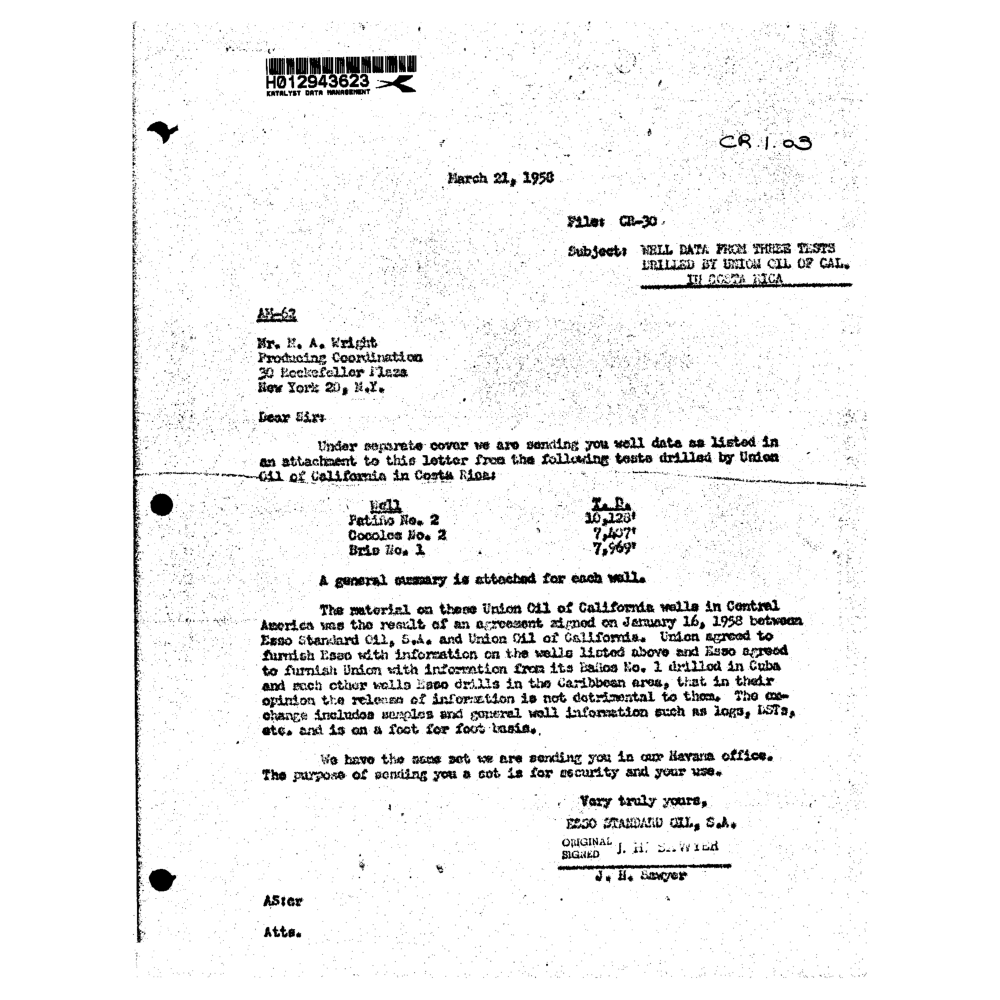 H012943623
KATALYST DATA MANAGEMENT
CR.1.03
March 21, 1958
File: CR-30
Subject: WELL DATA FROM THREE TESTS
DRILLED BY UNION OIL OF CAL.
IN COSTA RICA
AM-62
Mr. M. A. Wright
Producing Coordination
30 Rockefeller Plaza
New York 20, N.Y.
Dear Sir:
Under separate cover we are sending you well data as listed in
an attachment to this letter from the following tests drilled by Union
Oil of California in Costa Rica:
Well T. D.
Patiño No. 2 10,128'
Cocoles No. 2 7,407'
Bris No. 1 7,969'
A general summary is attached for each well.
The material on these Union Oil of California wells in Central
America was the result of an agreement signed on January 16, 1958 between
Esso Standard Oil, S.A. and Union Oil of California. Union agreed to
furnish Esso with information on the wells listed above and Esso agreed
to furnish Union with information from its Baños No. 1 drilled in Cuba
and such other wells Esso drills in the Caribbean area, that in their
opinion the release of information is not detrimental to them. The ex-
change includes samples and general well information such as logs, DSTs,
etc. and is on a foot for foot basis.
We have the same set we are sending you in our Havana office.
The purpose of sending you a set is for security and your use.
Very truly yours,
ESSO STANDARD OIL, S.A.
ORIGINAL
SIGNED J. H. SAWYER
J. H. Sawyer
AS:cr
Atts.